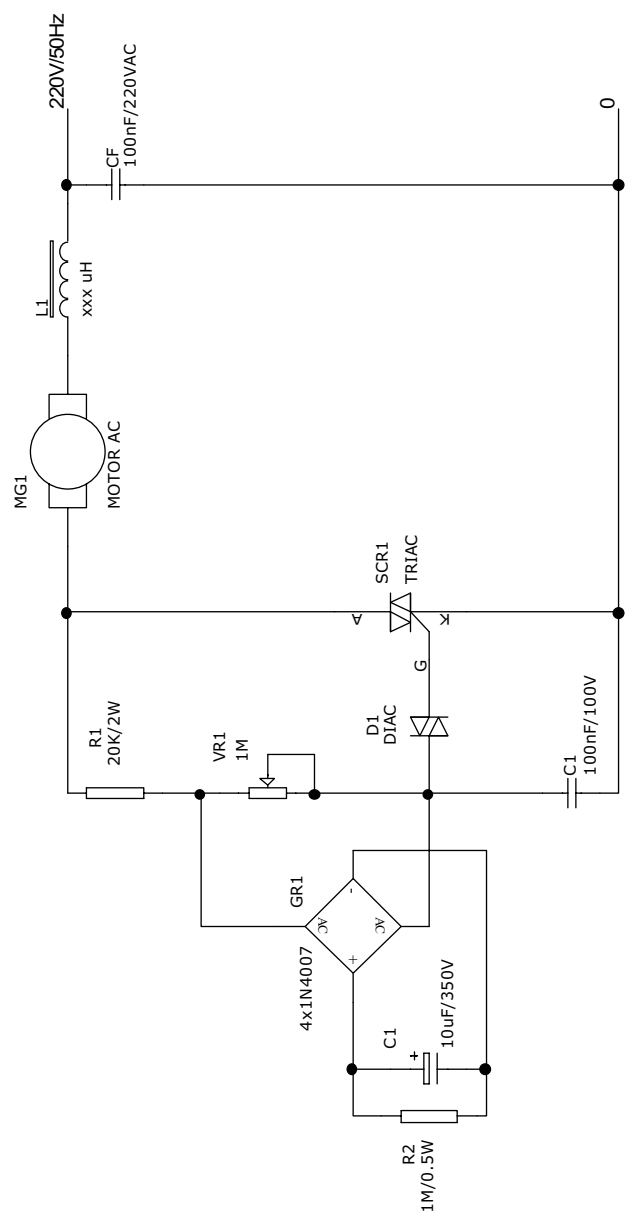 220V/50Hz
CF
100nF/220VAC
0
L1
xxx uH
MG1
MOTOR AC
SCR1
TRIAC
A
K
G
R1
20K/2W
VR1
1M
D1
DIAC
C1
100nF/100V
GR1
4x1N4007
AC
AC
+
-
C1
+
10uF/350V
R2
1M/0.5W